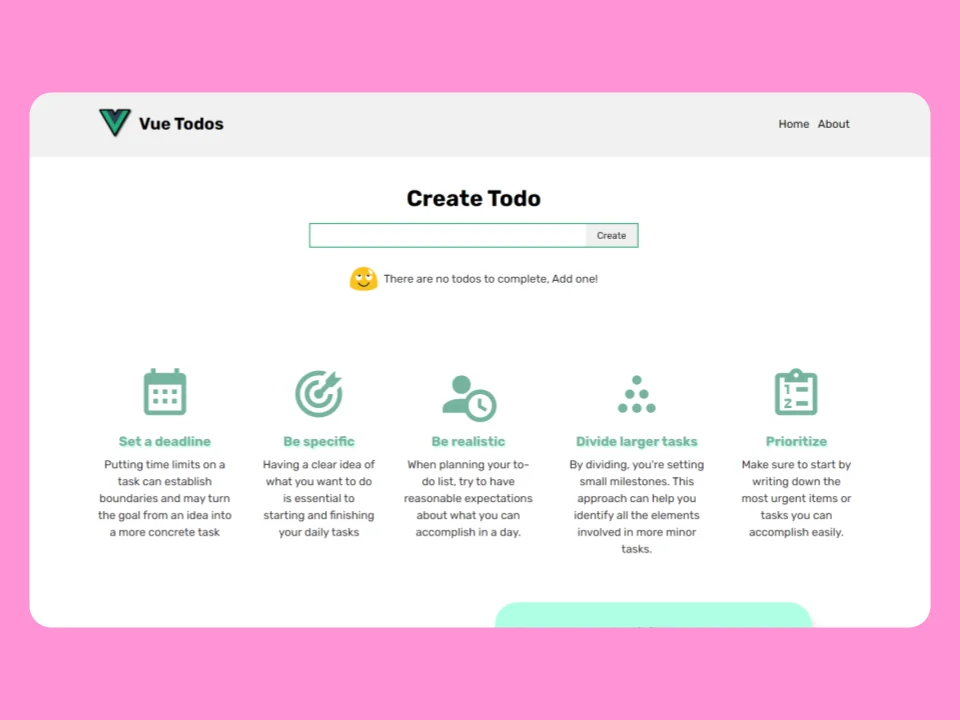 Vue Todos
Home About
Create Todo
Create
There are no todos to complete, Add one!
Set a deadline
Putting time limits on a
task can establish
boundaries and may turn
the goal from an idea into
a more concrete task
Be specific
Having a clear idea of
what you want to do
is essential to
starting and finishing
your daily tasks
Be realistic
When planning your to-
do list, try to have
reasonable expectations
about what you can
accomplish in a day.
Divide larger tasks
By dividing, you're setting
small milestones. This
approach can help you
identify all the elements
involved in more minor
tasks.
Prioritize
Make sure to start by
writing down the
most urgent items or
tasks you can
accomplish easily.